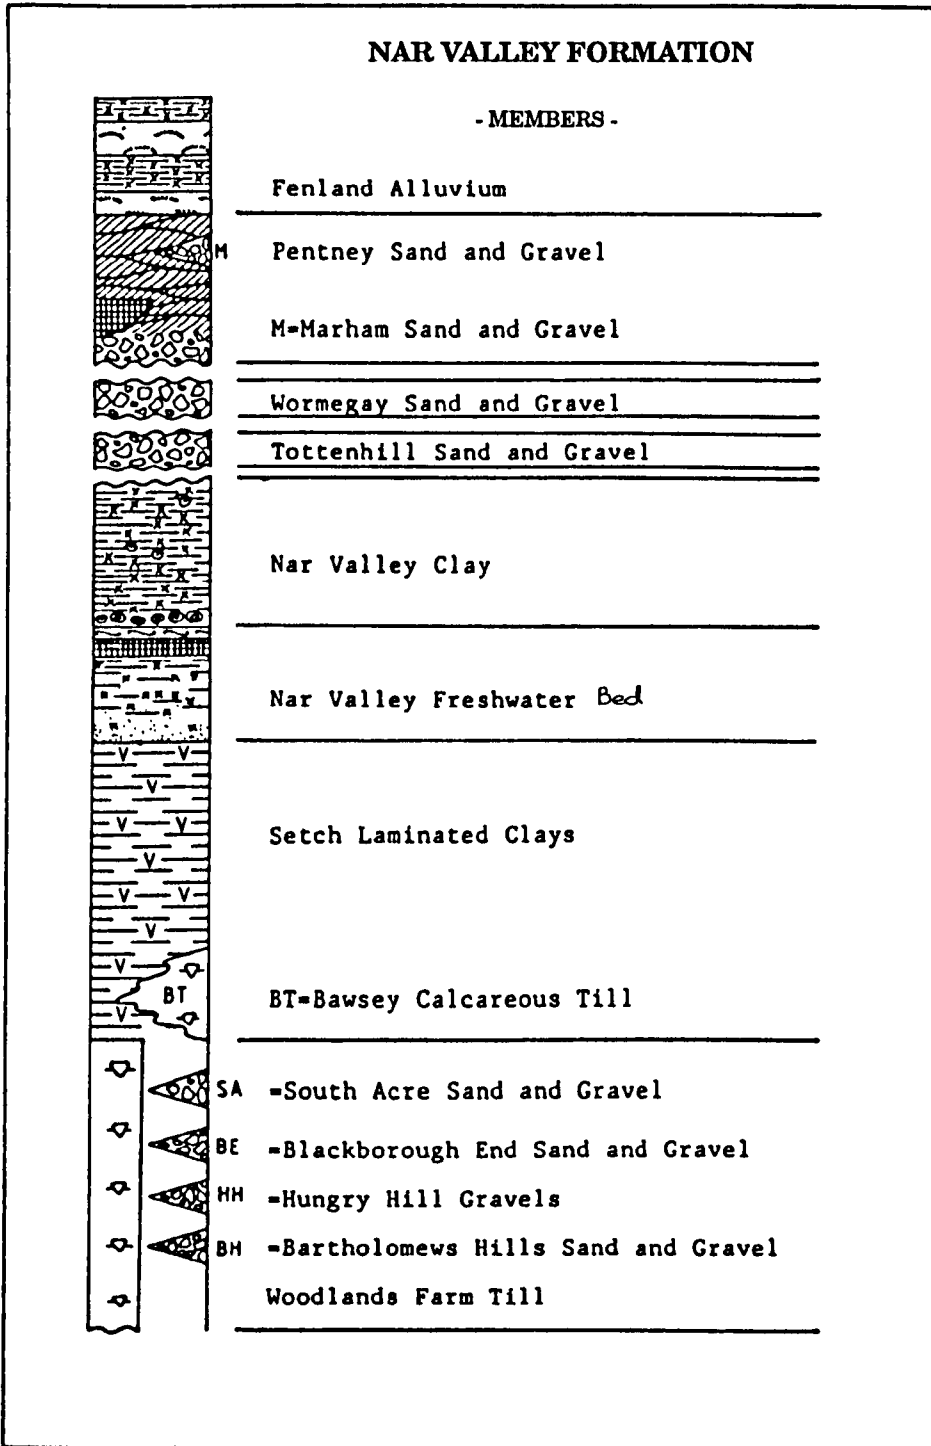 NAR VALLEY FORMATION
- MEMBERS -
Fenland Alluvium
M Pentney Sand and Gravel
M=Marham Sand and Gravel
Wormegay Sand and Gravel
Tottenhill Sand and Gravel
Nar Valley Clay
Nar Valley Freshwater Bed
Setch Laminated Clays
BT BT=Bawsey Calcareous Till
SA =South Acre Sand and Gravel
BE =Blackborough End Sand and Gravel
HH =Hungry Hill Gravels
BH =Bartholomews Hills Sand and Gravel
Woodlands Farm Till